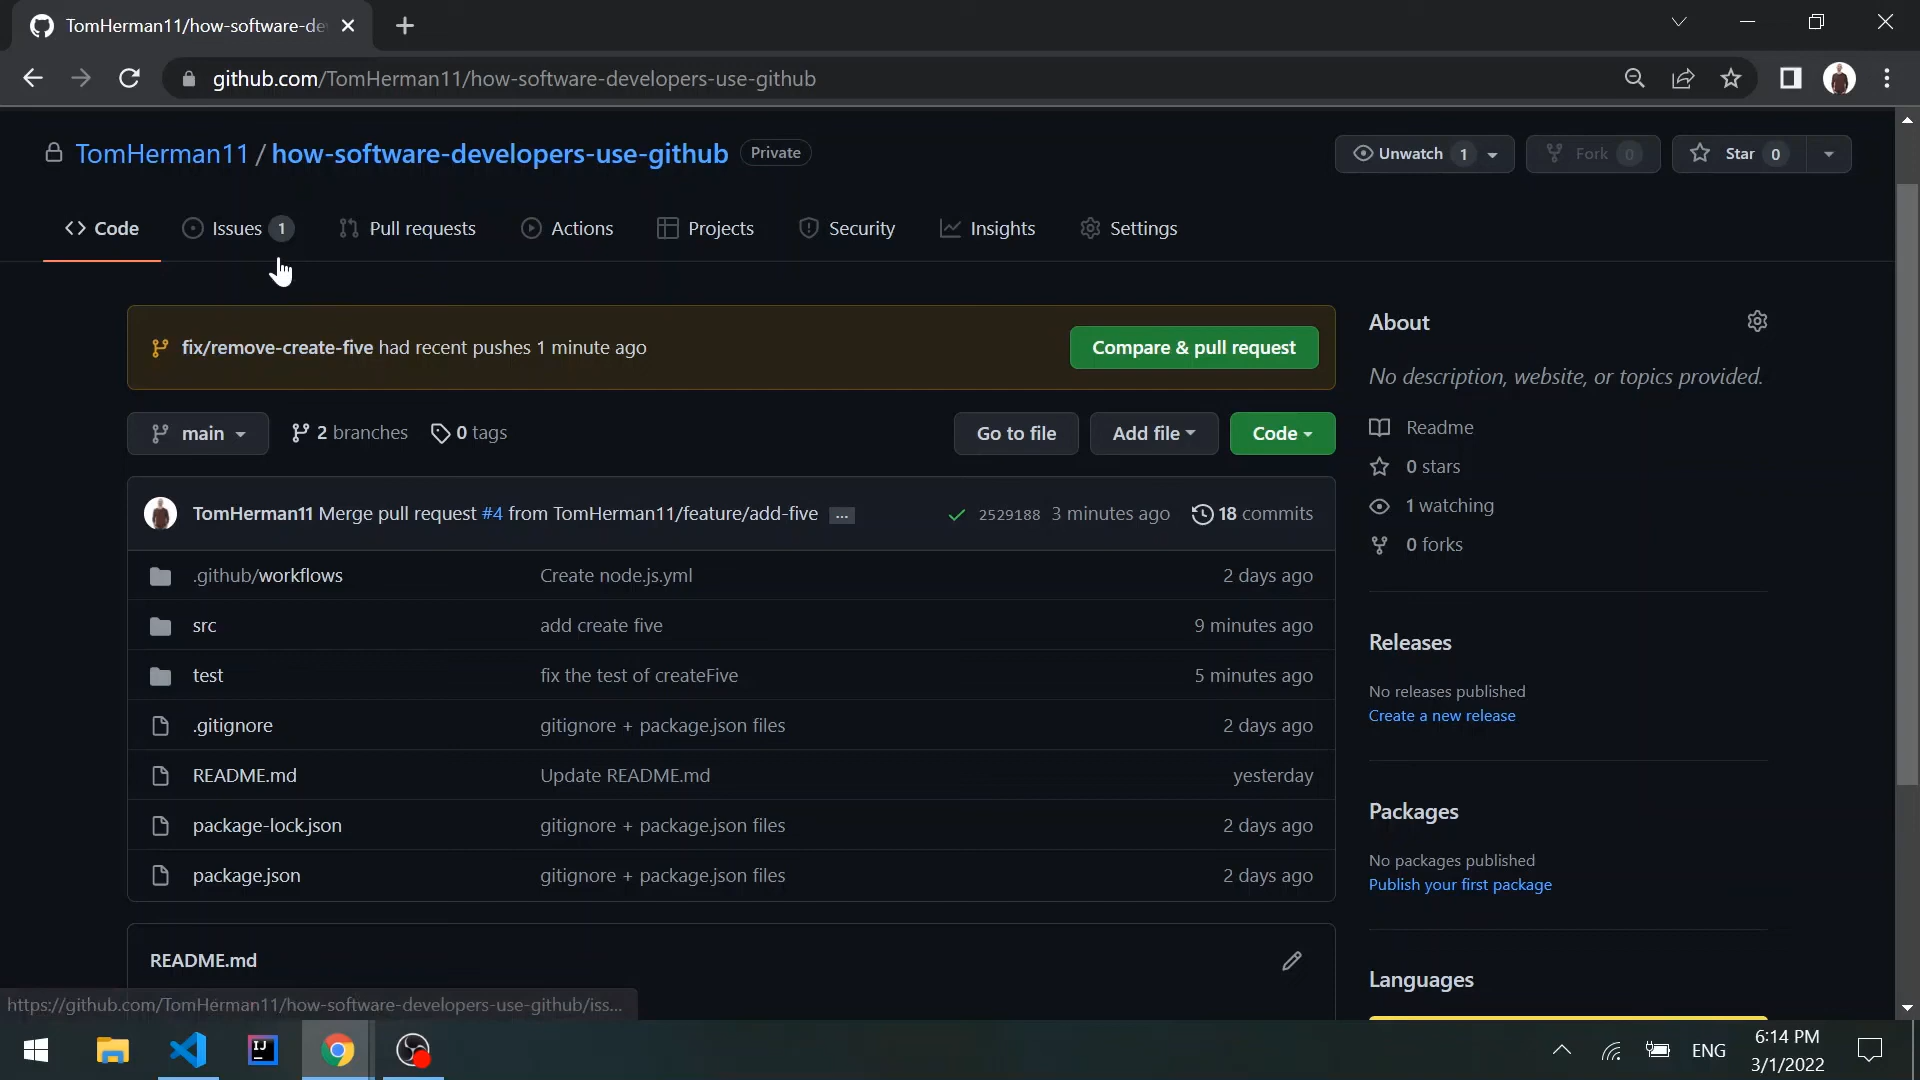 TomHerman11/how-software-de
github.com/TomHerman11/how-software-developers-use-github
TomHerman11 / how-software-developers-use-github Private
Unwatch 1 Fork 0 Star 0
Code Issues 1 Pull requests Actions Projects Security Insights Settings
fix/remove-create-five had recent pushes 1 minute ago Compare & pull request
main 2 branches 0 tags Go to file Add file Code
TomHerman11 Merge pull request #4 from TomHerman11/feature/add-five ... 2529188 3 minutes ago 18 commits
.github/workflows Create node.js.yml 2 days ago
src add create five 9 minutes ago
test fix the test of createFive 5 minutes ago
.gitignore gitignore + package.json files 2 days ago
README.md Update README.md yesterday
package-lock.json gitignore + package.json files 2 days ago
package.json gitignore + package.json files 2 days ago
README.md
About
No description, website, or topics provided.
Readme
0 stars
1 watching
0 forks
Releases
No releases published
Create a new release
Packages
No packages published
Publish your first package
Languages
https://github.com/TomHerman11/how-software-developers-use-github/iss...
IJ
ENG
6:14 PM
3/1/2022